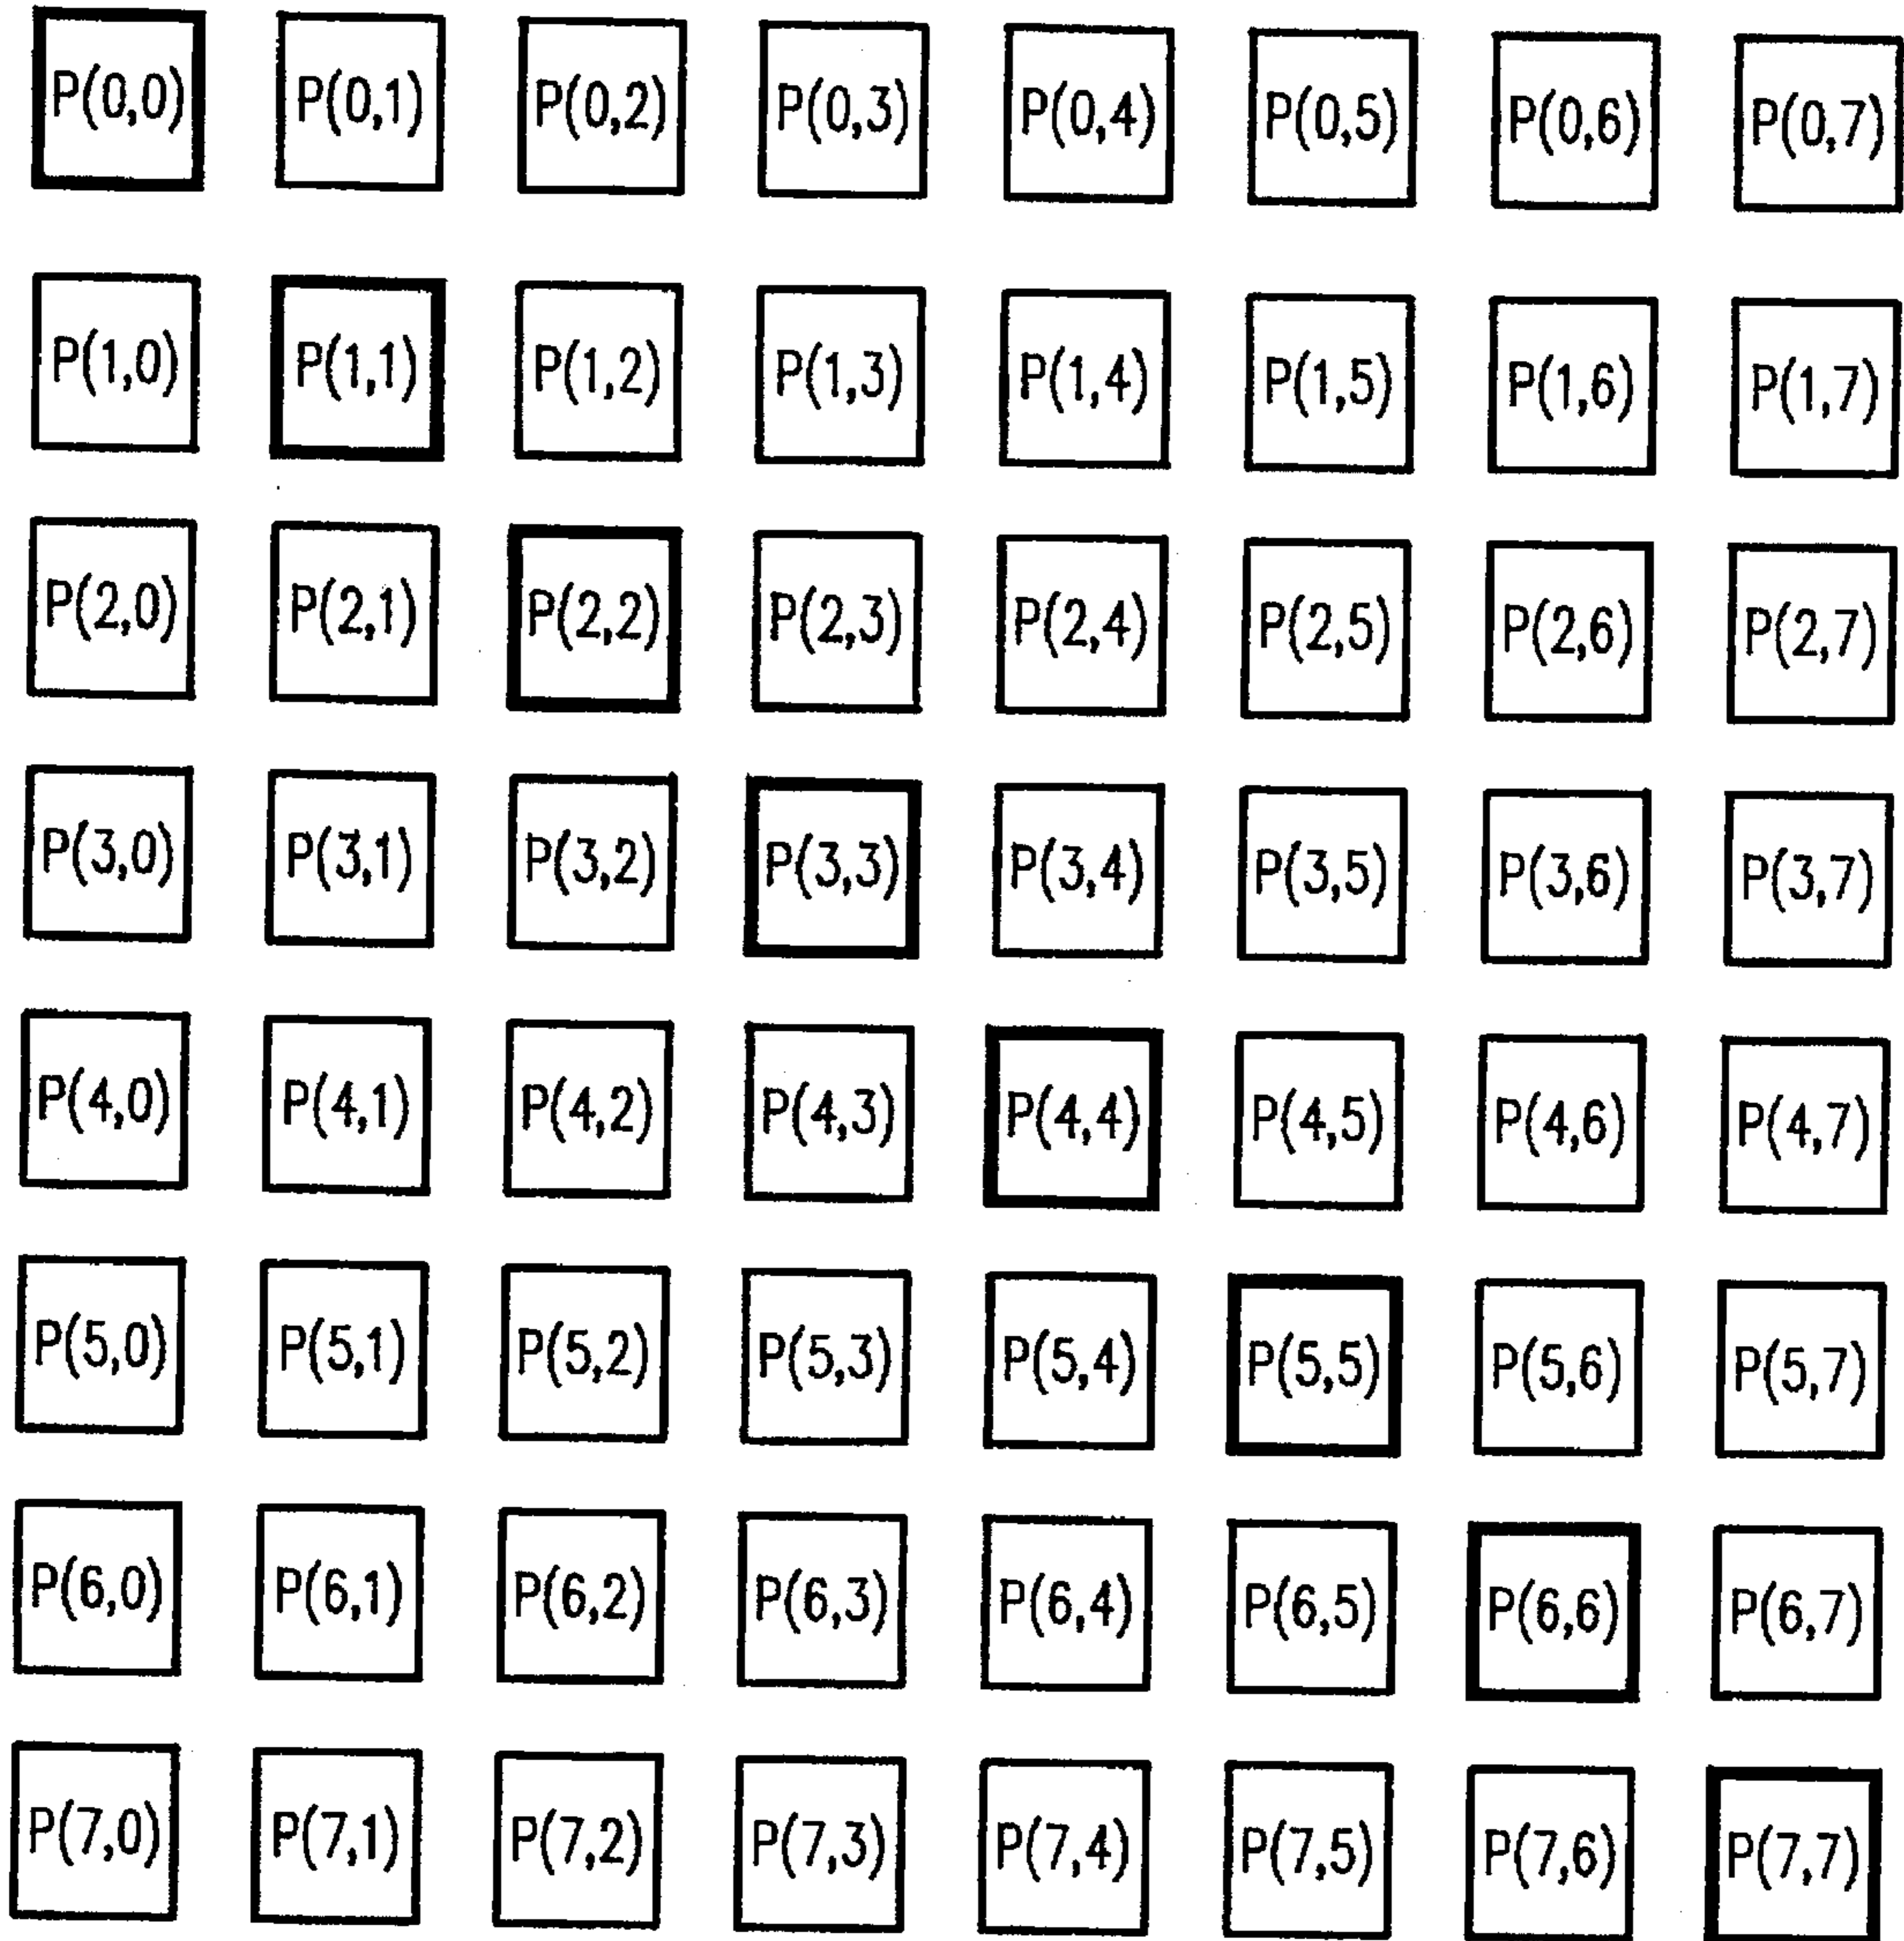 P(0,0) P(0,1) P(0,2) P(0,3) P(0,4) P(0,5) P(0,6) P(0,7)
P(1,0) P(1,1) P(1,2) P(1,3) P(1,4) P(1,5) P(1,6) P(1,7)
P(2,0) P(2,1) P(2,2) P(2,3) P(2,4) P(2,5) P(2,6) P(2,7)
P(3,0) P(3,1) P(3,2) P(3,3) P(3,4) P(3,5) P(3,6) P(3,7)
P(4,0) P(4,1) P(4,2) P(4,3) P(4,4) P(4,5) P(4,6) P(4,7)
P(5,0) P(5,1) P(5,2) P(5,3) P(5,4) P(5,5) P(5,6) P(5,7)
P(6,0) P(6,1) P(6,2) P(6,3) P(6,4) P(6,5) P(6,6) P(6,7)
P(7,0) P(7,1) P(7,2) P(7,3) P(7,4) P(7,5) P(7,6) P(7,7)